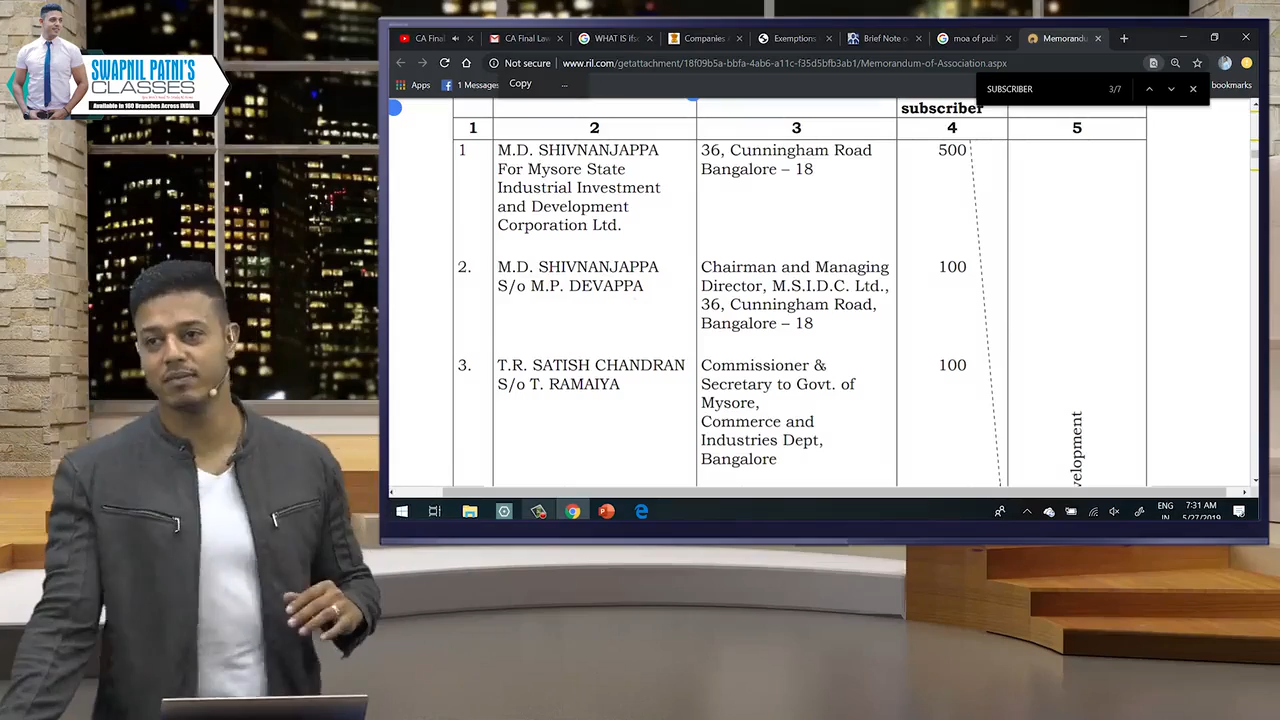 SWAPNIL PATNI'S
CLASSES
Available in 100 Branches Across INDIA
CA Final
CA Final Law
WHAT IS
Companies
Exemptions
Brief Note o
moa of publ
Memorandu
Not secure
www.ril.com/getattachment/18f09b5a-bbfa-4ab6-a11c-f35d5bfb3ab1/Memorandum-of-Association.aspx
Apps
1 Messages
Copy
...
SUBSCRIBER 3/7
bookmarks
subscriber
1 2 3 4 5
1 M.D. SHIVNANJAPPA 36, Cunningham Road 500
For Mysore State Bangalore – 18
Industrial Investment
and Development
Corporation Ltd.
2. M.D. SHIVNANJAPPA Chairman and Managing 100
S/o M.P. DEVAPPA Director, M.S.I.D.C. Ltd.,
36, Cunningham Road,
Bangalore – 18
3. T.R. SATISH CHANDRAN Commissioner & 100
S/o T. RAMAIYA Secretary to Govt. of
Mysore,
Commerce and
Industries Dept,
Bangalore
velopment
ENG
IN
7:31 AM
5/27/2019